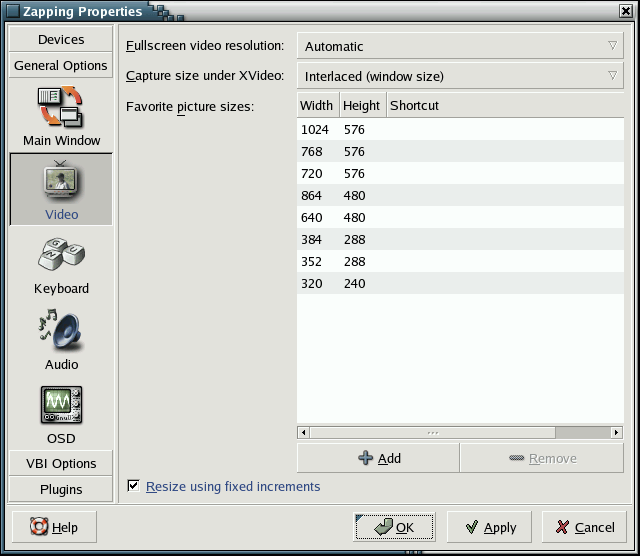 Zapping Properties
Devices
General Options
Main Window
Video
Keyboard
Audio
OSD
VBI Options
Plugins
Fullscreen video resolution: Automatic
Capture size under XVideo: Interlaced (window size)
Favorite picture sizes:
Width Height Shortcut
1024 576
768 576
720 576
864 480
640 480
384 288
352 288
320 240
Add Remove
Resize using fixed increments
Help OK Apply Cancel